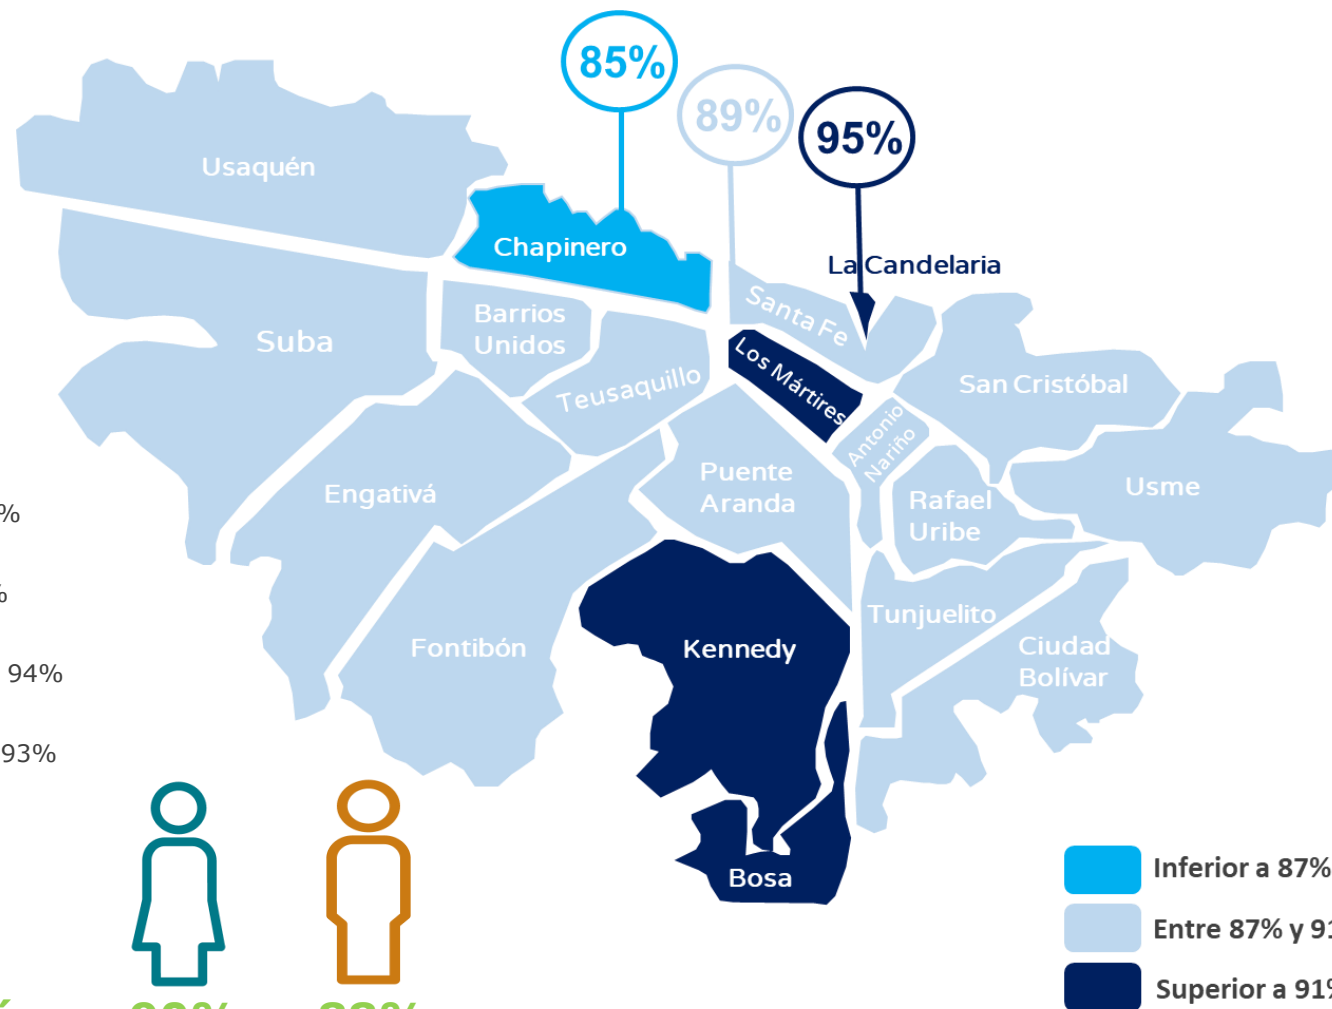 85%
89%
95%
Usaquén
Chapinero
La Candelaria
Santa Fe
Barrios
Unidos
Suba
Los Mártires
Teusaquillo
San Cristóbal
Antonio
Nariño
Puente
Aranda
Engativá
Rafael
Uribe
Usme
%
%
94%
93%
Fontibón
Kennedy
Tunjuelito
Ciudad
Bolívar
Bosa
Inferior a 87%
Entre 87% y 91
Superior a 91%